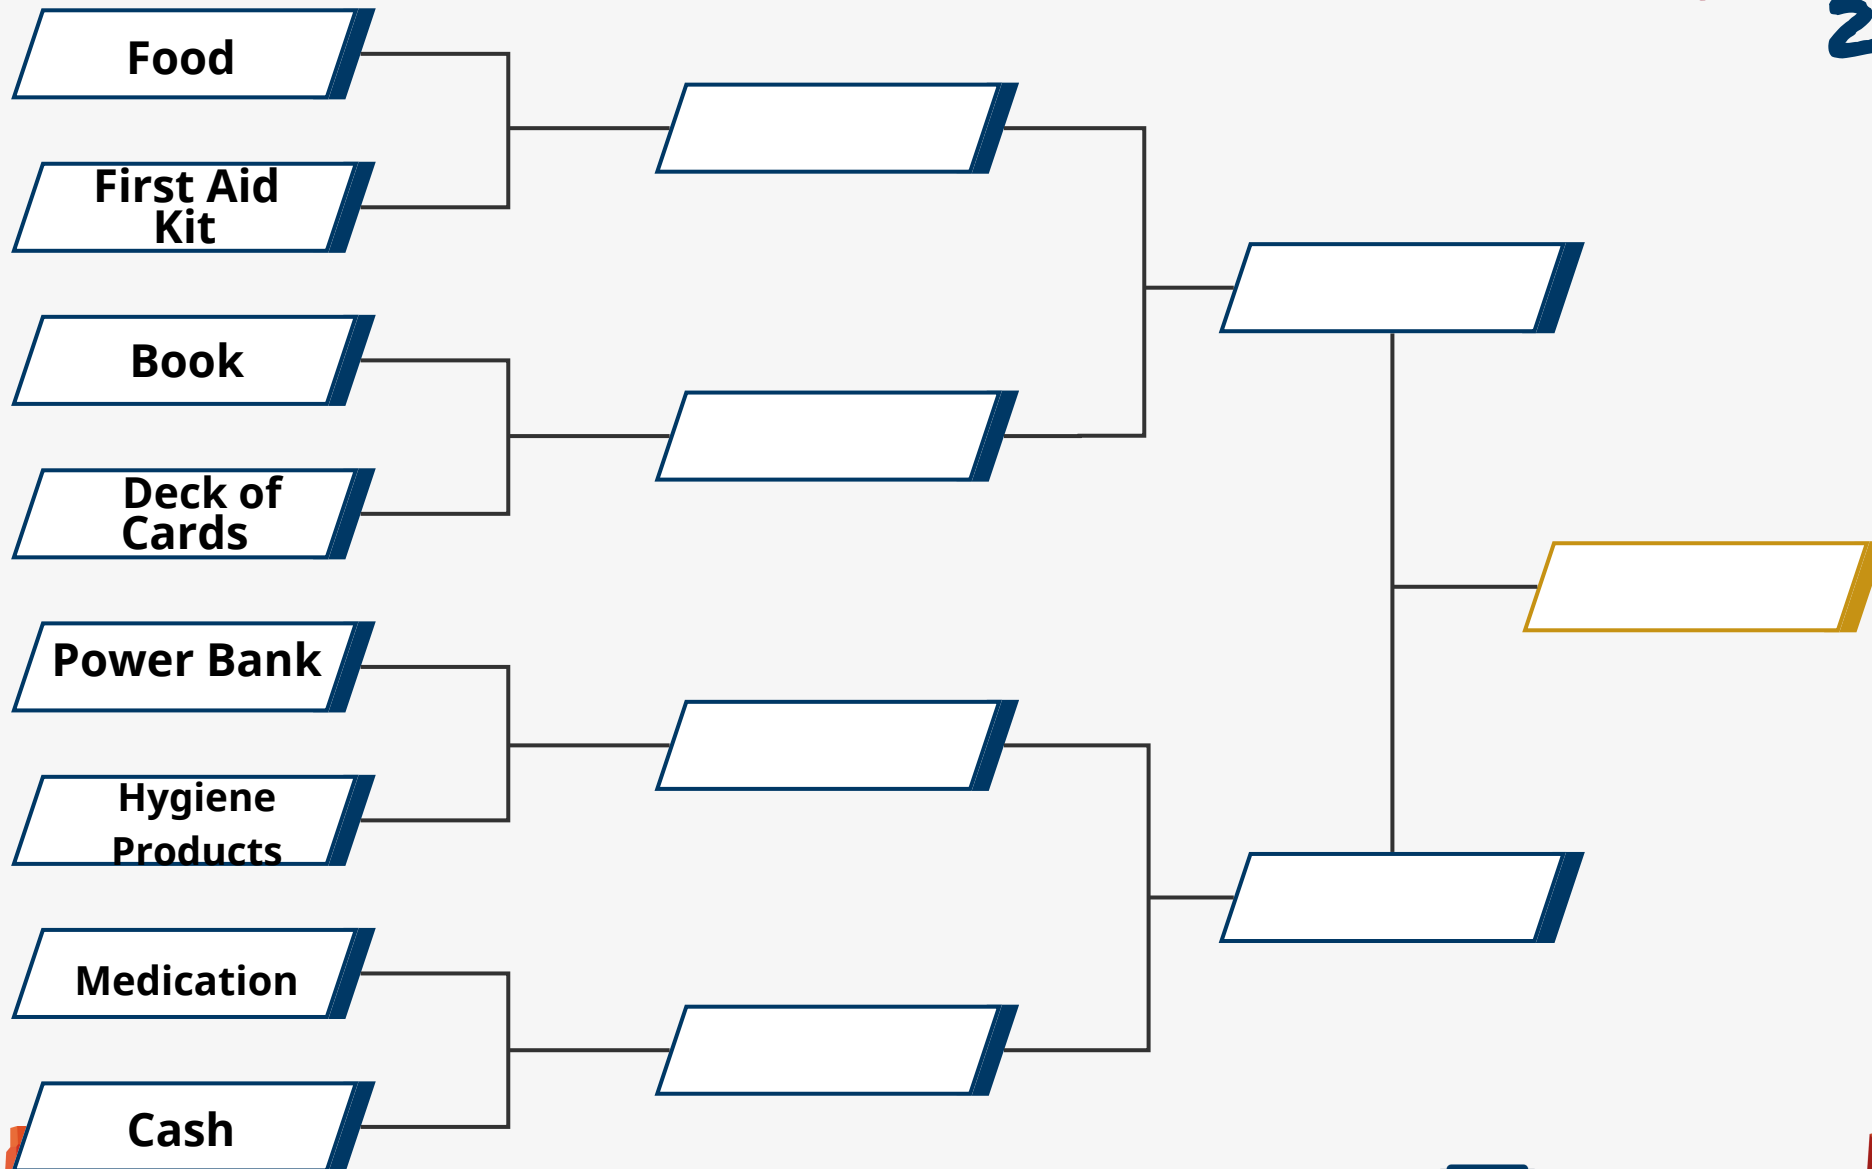 Food
First Aid
Kit
Book
Deck of
Cards
Power Bank
Hygiene
Products
Medication
Cash